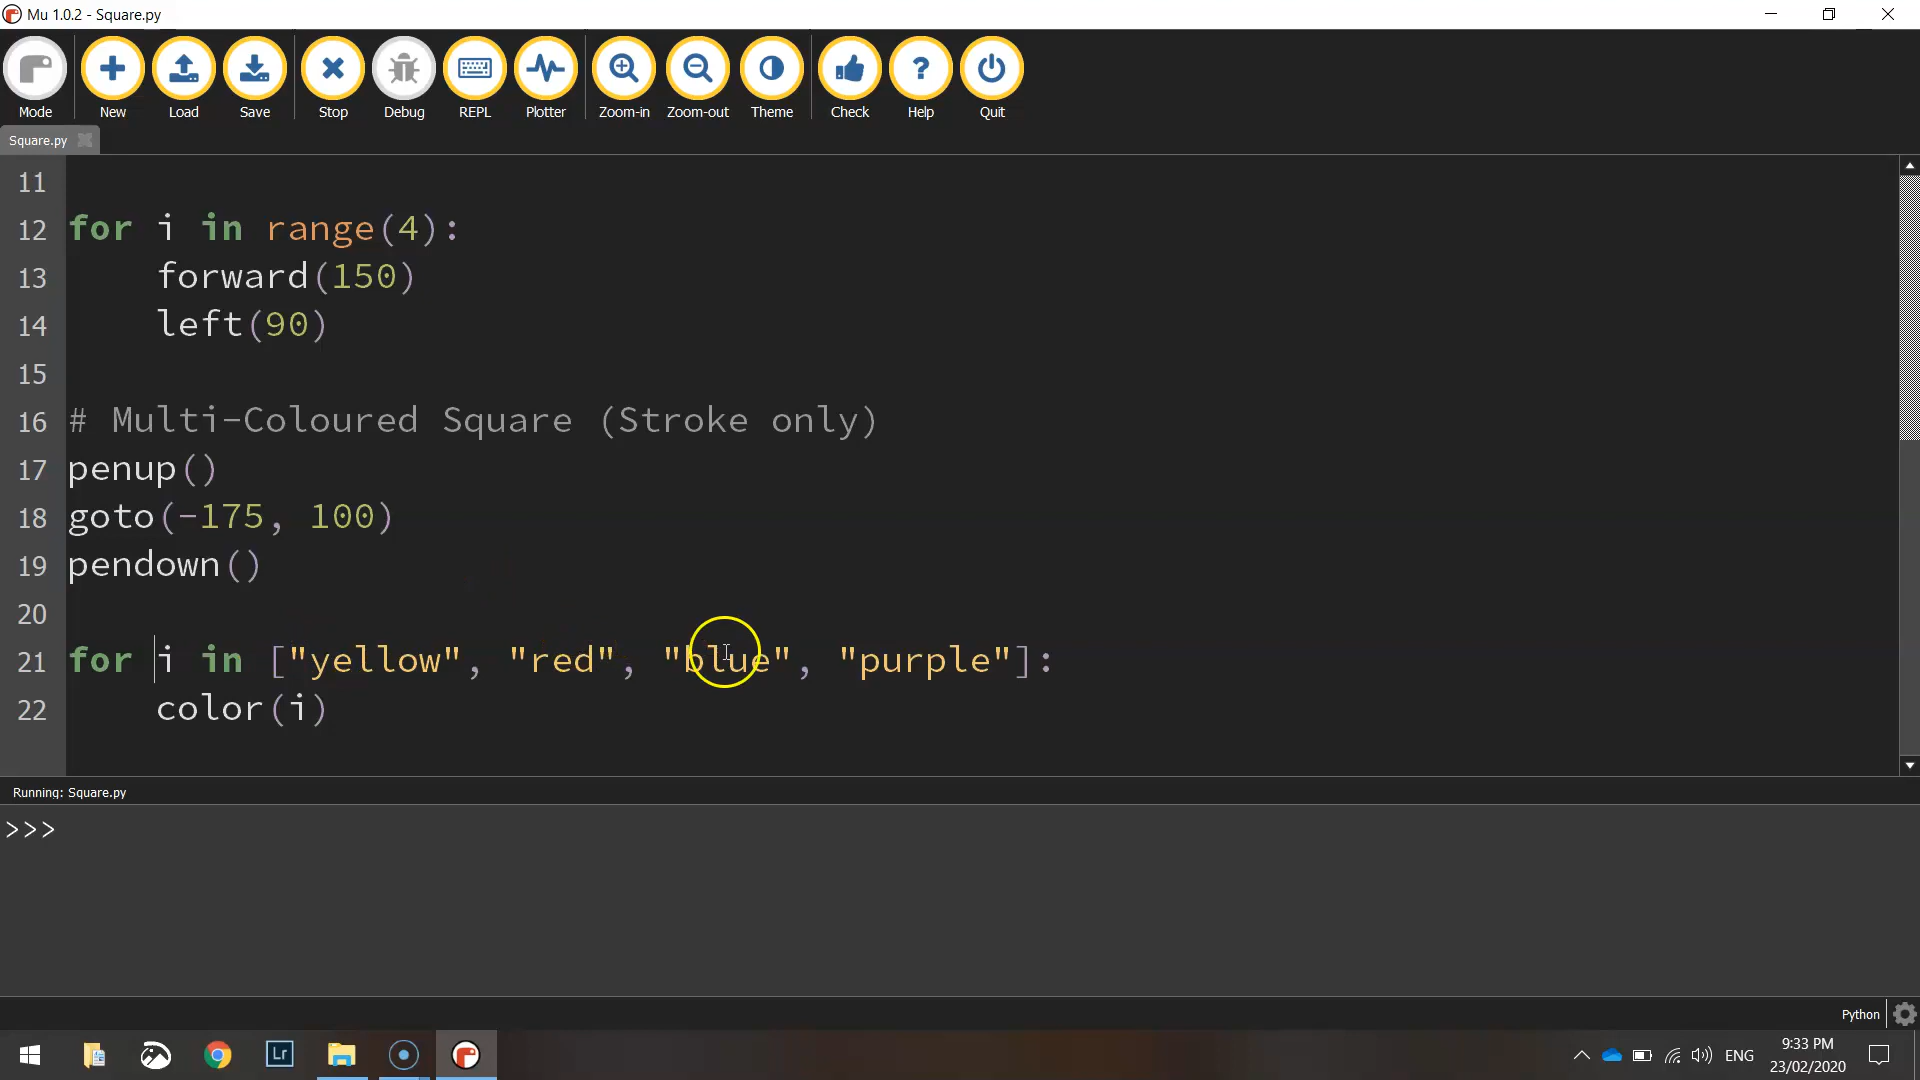 Mu 1.0.2 - Square.py
Mode New Load Save Stop Debug REPL Plotter Zoom-in Zoom-out Theme Check Help Quit
Square.py
11
12 for i in range(4):
13     forward(150)
14     left(90)
15
16 # Multi-Coloured Square (Stroke only)
17 penup()
18 goto(-175, 100)
19 pendown()
20
21 for i in ["yellow", "red", "blue", "purple"]:
22     color(i)
Running: Square.py
>>>
Python
Lr
ENG
9:33 PM
23/02/2020